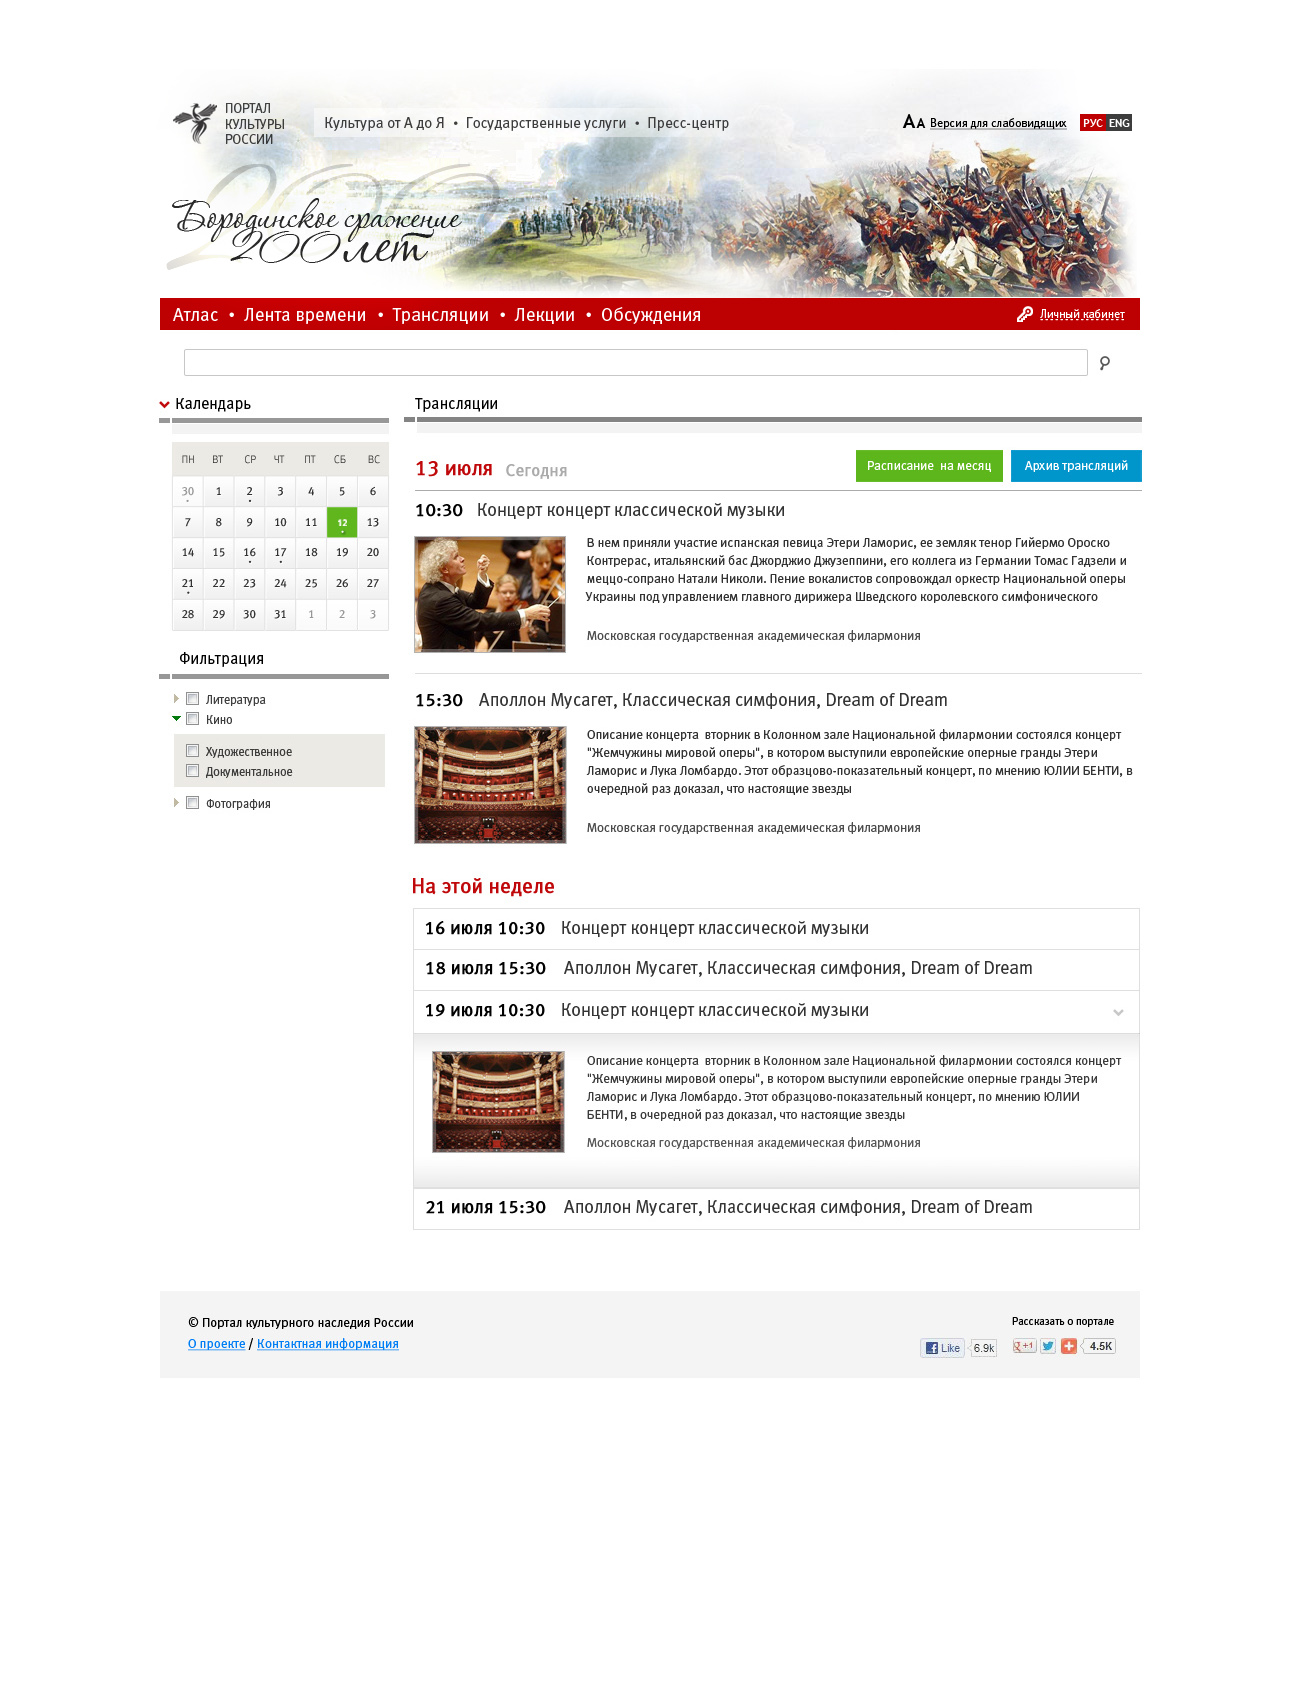 ПОРТАЛ
КУЛЬТУРЫ
РОССИИ
Культура от А до Я • Государственные услуги • Пресс-центр
АА Версия для слабовидящих
РУС ENG
Бородинское сражение
200 лет
Атлас • Лента времени • Трансляции • Лекции • Обсуждения
Личный кабинет
Календарь
ПН ВТ СР ЧТ ПТ СБ ВС
30 1 2 3 4 5 6
7 8 9 10 11 12 13
14 15 16 17 18 19 20
21 22 23 24 25 26 27
28 29 30 31 1 2 3
Фильтрация
Литература
Кино
Художественное
Документальное
Фотография
Трансляции
13 июля Сегодня
Расписание на месяц
Архив трансляций
10:30 Концерт концерт классической музыки
В нем приняли участие испанская певица Этери Ламорис, ее земляк тенор Гийермо Ороско
Контрерас, итальянский бас Джорджио Джузеппини, его коллега из Германии Томас Гадзели и
меццо-сопрано Натали Николи. Пение вокалистов сопровождал оркестр Национальной оперы
Украины под управлением главного дирижера Шведского королевского симфонического
Московская государственная академическая филармония
15:30 Аполлон Мусагет, Классическая симфония, Dream of Dream
Описание концерта вторник в Колонном зале Национальной филармонии состоялся концерт
"Жемчужины мировой оперы", в котором выступили европейские оперные гранды Этери
Ламорис и Лука Ломбардо. Этот образцово-показательный концерт, по мнению ЮЛИИ БЕНТИ, в
очередной раз доказал, что настоящие звезды
Московская государственная академическая филармония
На этой неделе
16 июля 10:30 Концерт концерт классической музыки
18 июля 15:30 Аполлон Мусагет, Классическая симфония, Dream of Dream
19 июля 10:30 Концерт концерт классической музыки
Описание концерта вторник в Колонном зале Национальной филармонии состоялся концерт
"Жемчужины мировой оперы", в котором выступили европейские оперные гранды Этери
Ламорис и Лука Ломбардо. Этот образцово-показательный концерт, по мнению ЮЛИИ
БЕНТИ, в очередной раз доказал, что настоящие звезды
Московская государственная академическая филармония
21 июля 15:30 Аполлон Мусагет, Классическая симфония, Dream of Dream
© Портал культурного наследия России
О проекте / Контактная информация
Рассказать о портале
Like 6.9k
g +1 4.5K